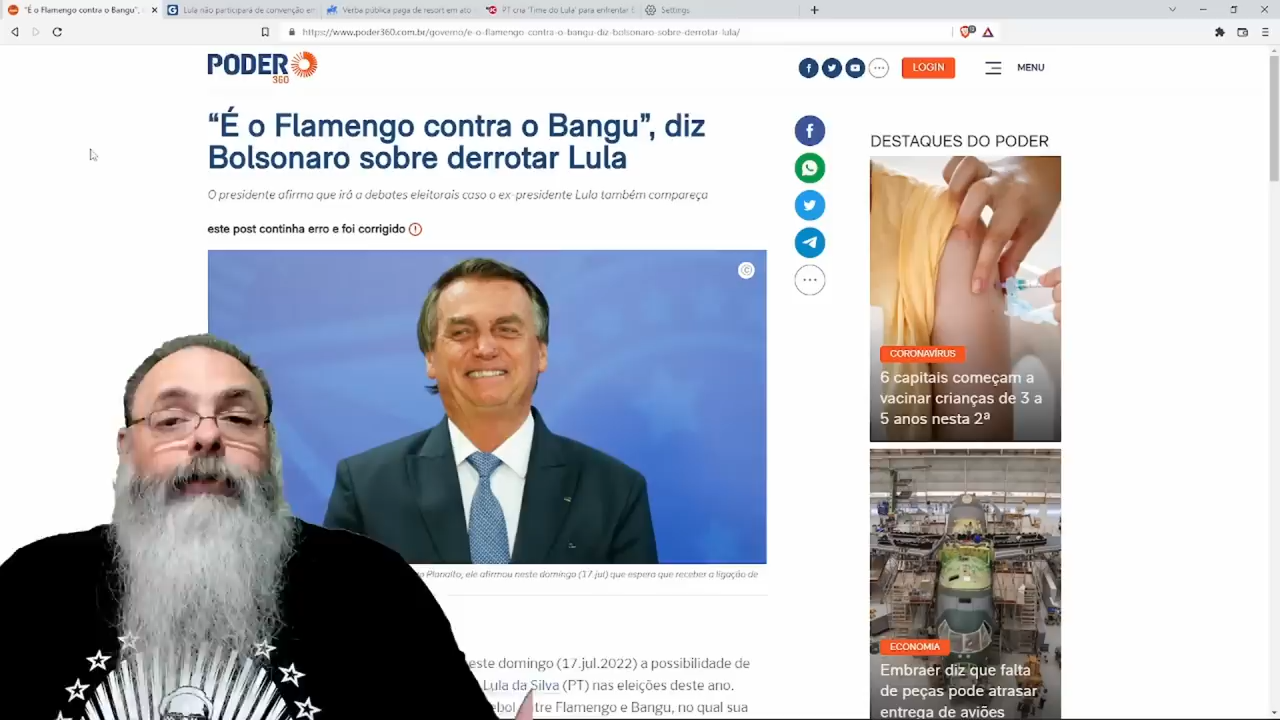 "É o Flamengo contra o Bangu",
Lula não participará de convenção em
Verba pública paga de resort em ato
PT cria 'Time do Lula' para enfrentar
Settings
https://www.poder360.com.br/governo/e-o-flamengo-contra-o-bangu-diz-bolsonaro-sobre-derrotar-lula/
PODER
360
LOGIN
MENU
“É o Flamengo contra o Bangu”, diz
Bolsonaro sobre derrotar Lula
O presidente afirma que irá a debates eleitorais caso o ex-presidente Lula também compareça
este post continha erro e foi corrigido
Planalto, ele afirmou neste domingo (17.jul) que espera que receber a ligação de
este domingo (17.jul.2022) a possibilidade de
Lula da Silva (PT) nas eleições deste ano.
tre Flamengo e Bangu, no qual sua
DESTAQUES DO PODER
CORONAVÍRUS
6 capitais começam a
vacinar crianças de 3 a
5 anos nesta 2ª
ECONOMIA
Embraer diz que falta
de peças pode atrasar
entrega de aviões